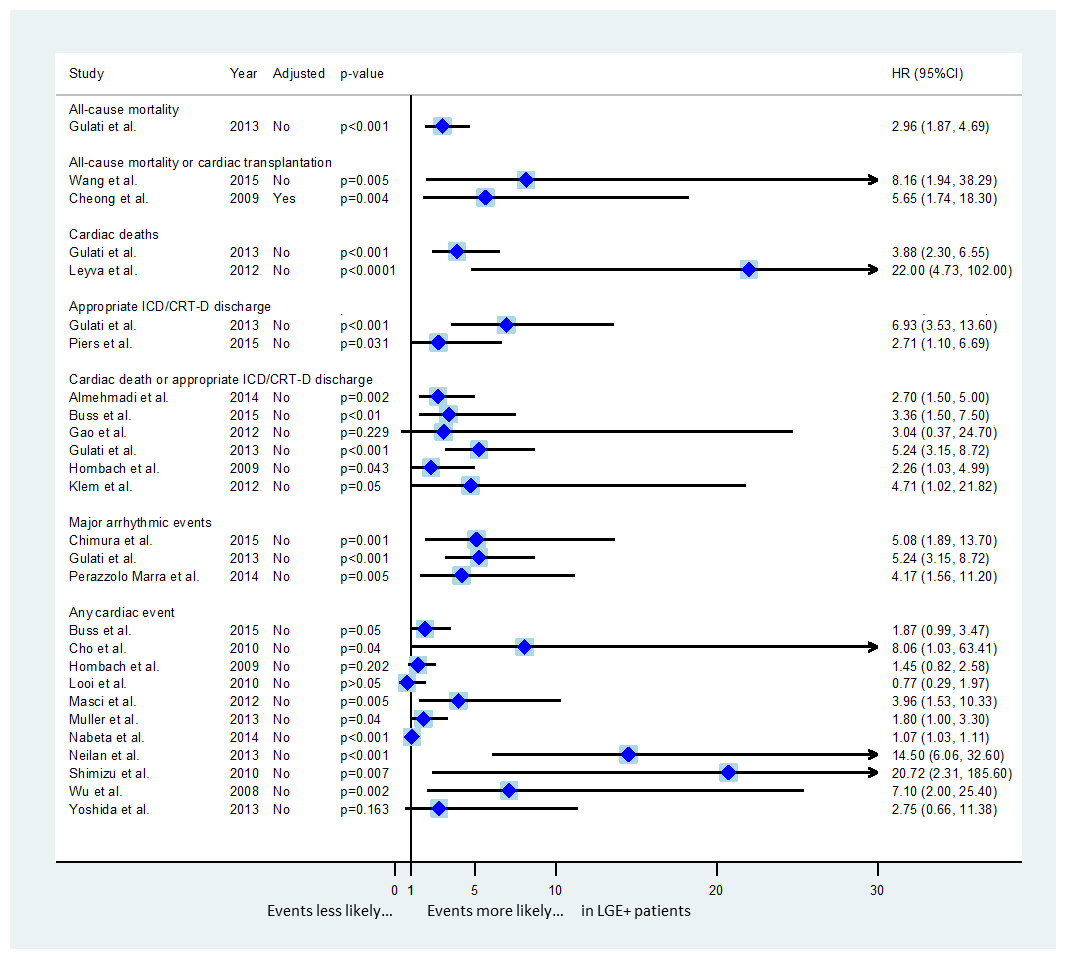 Study Year Adjusted p-value HR (95%CI)
All-cause mortality
Gulati et al. 2013 No p<0.001 2.96 (1.87, 4.69)
All-cause mortality or cardiac transplantation
Wang et al. 2015 No p=0.005 8.16 (1.94, 38.29)
Cheong et al. 2009 Yes p=0.004 5.65 (1.74, 18.30)
Cardiac deaths
Gulati et al. 2013 No p<0.001 3.88 (2.30, 6.55)
Leyva et al. 2012 No p<0.0001 22.00 (4.73, 102.00)
Appropriate ICD/CRT-D discharge
Gulati et al. 2013 No p<0.001 6.93 (3.53, 13.60)
Piers et al. 2015 No p=0.031 2.71 (1.10, 6.69)
Cardiac death or appropriate ICD/CRT-D discharge
Almehmadi et al. 2014 No p=0.002 2.70 (1.50, 5.00)
Buss et al. 2015 No p<0.01 3.36 (1.50, 7.50)
Gao et al. 2012 No p=0.229 3.04 (0.37, 24.70)
Gulati et al. 2013 No p<0.001 5.24 (3.15, 8.72)
Hombach et al. 2009 No p=0.043 2.26 (1.03, 4.99)
Klem et al. 2012 No p=0.05 4.71 (1.02, 21.82)
Major arrhythmic events
Chimura et al. 2015 No p=0.001 5.08 (1.89, 13.70)
Gulati et al. 2013 No p<0.001 5.24 (3.15, 8.72)
Perazzolo Marra et al. 2014 No p=0.005 4.17 (1.56, 11.20)
Any cardiac event
Buss et al. 2015 No p=0.05 1.87 (0.99, 3.47)
Cho et al. 2010 No p=0.04 8.06 (1.03, 63.41)
Hombach et al. 2009 No p=0.202 1.45 (0.82, 2.58)
Looi et al. 2010 No p>0.05 0.77 (0.29, 1.97)
Masci et al. 2012 No p=0.005 3.96 (1.53, 10.33)
Muller et al. 2013 No p=0.04 1.80 (1.00, 3.30)
Nabeta et al. 2014 No p<0.001 1.07 (1.03, 1.11)
Neilan et al. 2013 No p<0.001 14.50 (6.06, 32.60)
Shimizu et al. 2010 No p=0.007 20.72 (2.31, 185.60)
Wu et al. 2008 No p=0.002 7.10 (2.00, 25.40)
Yoshida et al. 2013 No p=0.163 2.75 (0.66, 11.38)
0 1 5 10 20 30
Events less likely... Events more likely... in LGE+ patients